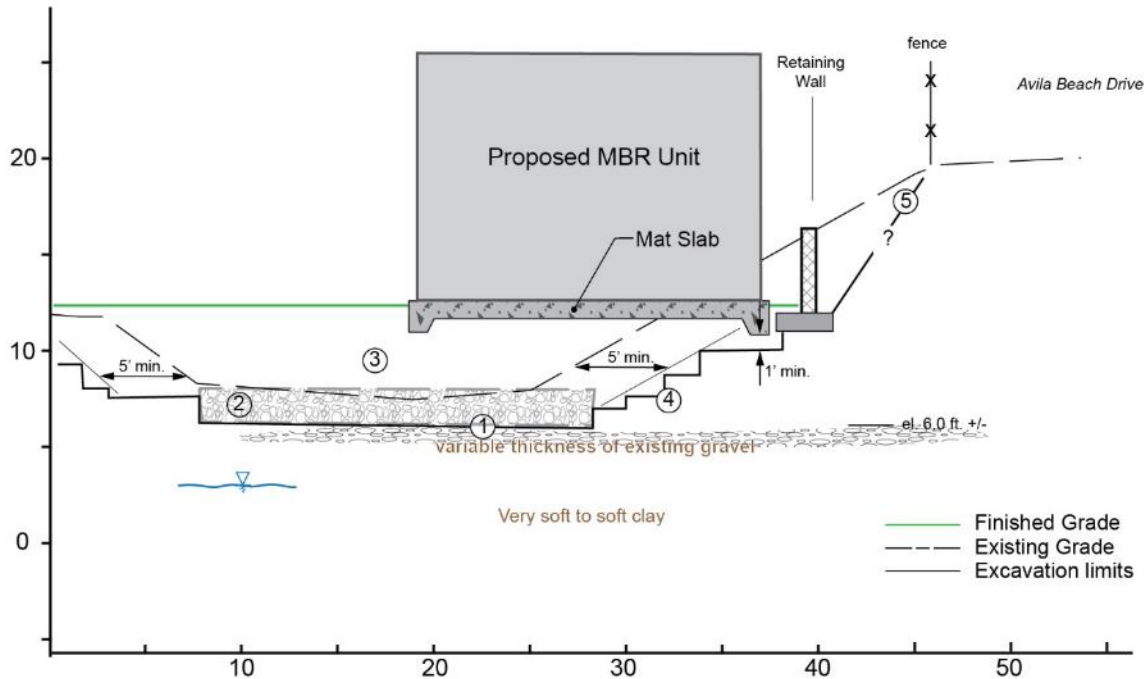 fence
Retaining
Wall
Avila Beach Drive
20
Proposed MBR Unit
5
?
Mat Slab
10
3
5' min.
5' min.
1' min.
2
4
1
el. 6.0 ft. +/-
variable thickness of existing gravel
Very soft to soft clay
0
Finished Grade
Existing Grade
Excavation limits
10
20
30
40
50
X
X